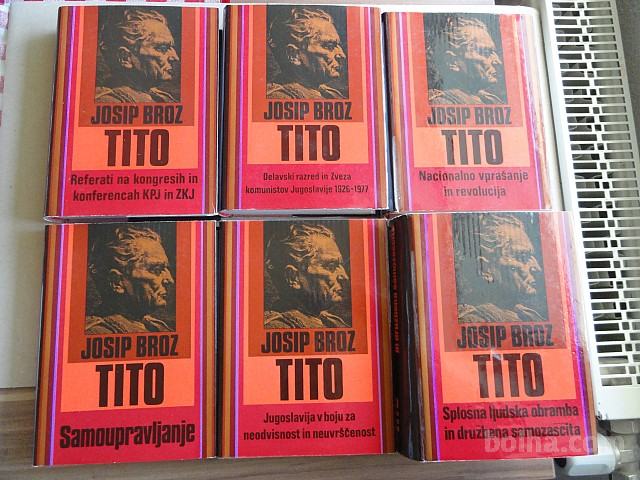 JOSIP BROZ
TITO
Referati na kongresih in
konferencah KPJ in ZKJ
JOSIP BROZ
TITO
Delavski razred in Zveza
komunistov Jugoslavije 1926-1977
JOSIP BROZ
TITO
Nacionalno vprašanje
in revolucija
JOSIP BROZ
TITO
Samoupravljanje
JOSIP BROZ
TITO
Jugoslavija v boju za
neodvisnost in neuvrščenost
JOSIP BROZ
TITO
Splošna ljudska obramba
in družbena samozaščita
bolha.com